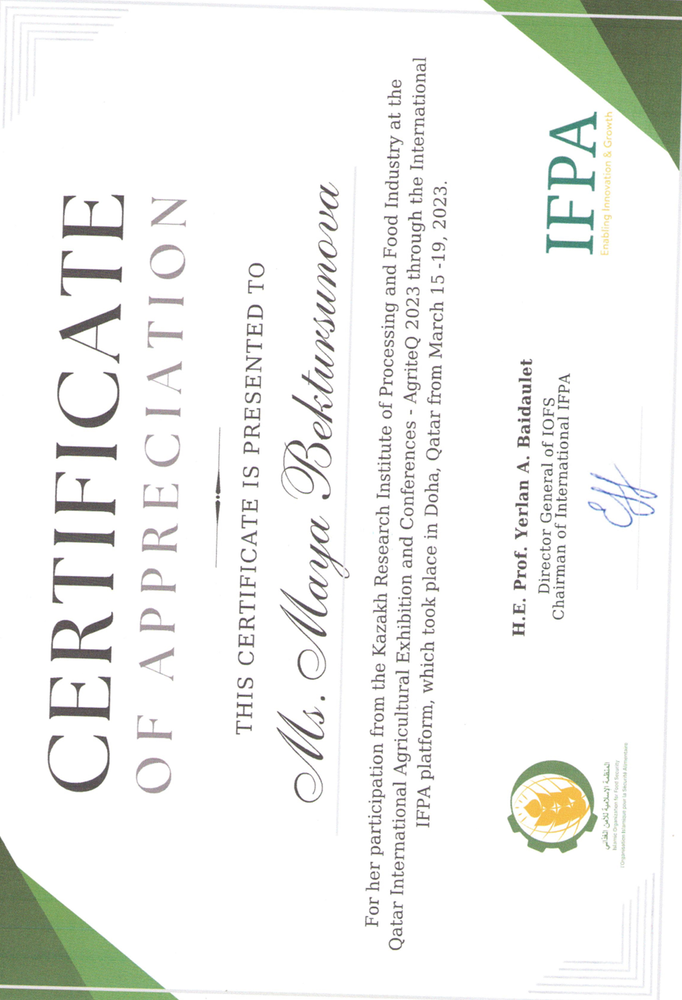 CERTIFICATE
OF APPRECIATION
THIS CERTIFICATE IS PRESENTED TO
Ms. Maya Bektursunova
For her participation from the Kazakh Research Institute of Processing and Food Industry at the
Qatar International Agricultural Exhibition and Conferences - AgriteQ 2023 through the International
IFPA platform, which took place in Doha, Qatar from March 15 -19, 2023.
المنظمة الإسلامية للأمن الغذائي
Islamic Organization for Food Security
Organisation Islamique pour la Sécurité Alimentaire
H.E. Prof. Yerlan A. Baidaulet
Director General of IOFS
Chairman of International IFPA
IFPA
Enabling Innovation & Growth